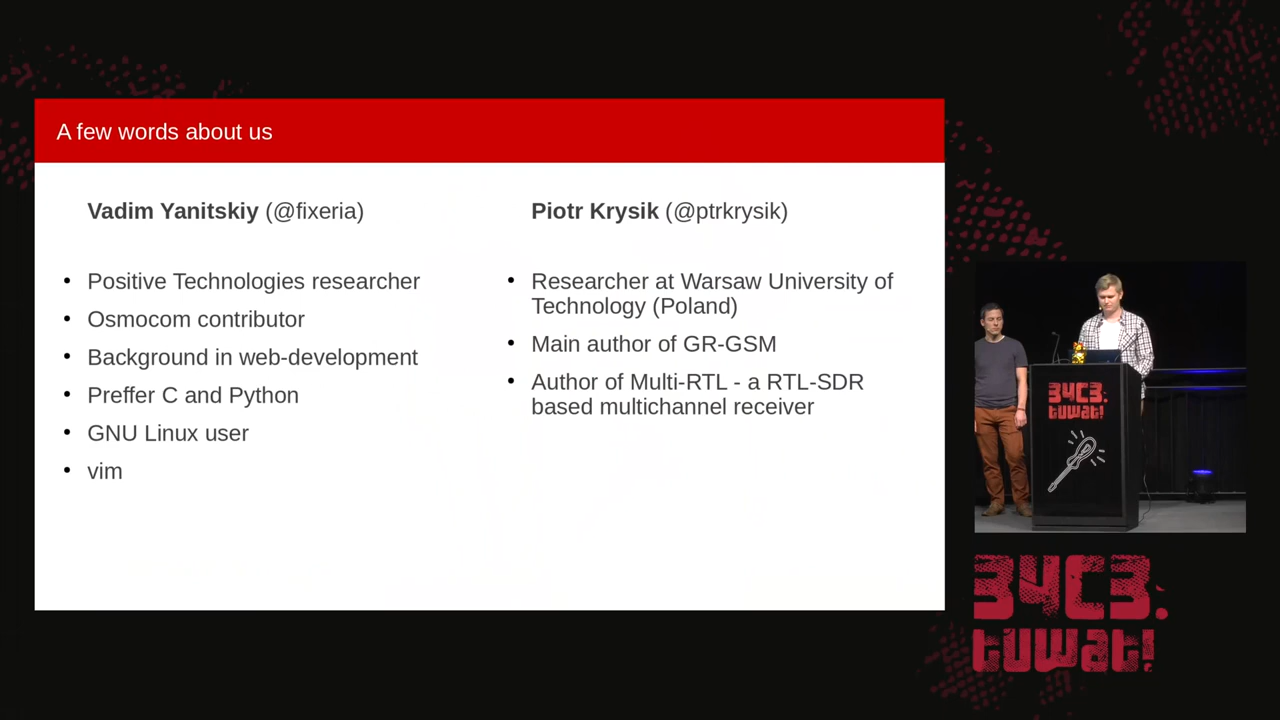 A few words about us
Vadim Yanitskiy (@fixeria)
Positive Technologies researcher
Osmocom contributor
Background in web-development
Preffer C and Python
GNU Linux user
vim
Piotr Krysik (@ptrkrysik)
Researcher at Warsaw University of
Technology (Poland)
Main author of GR-GSM
Author of Multi-RTL - a RTL-SDR
based multichannel receiver
34C3.
tuwat!
34C3.
tuwat!